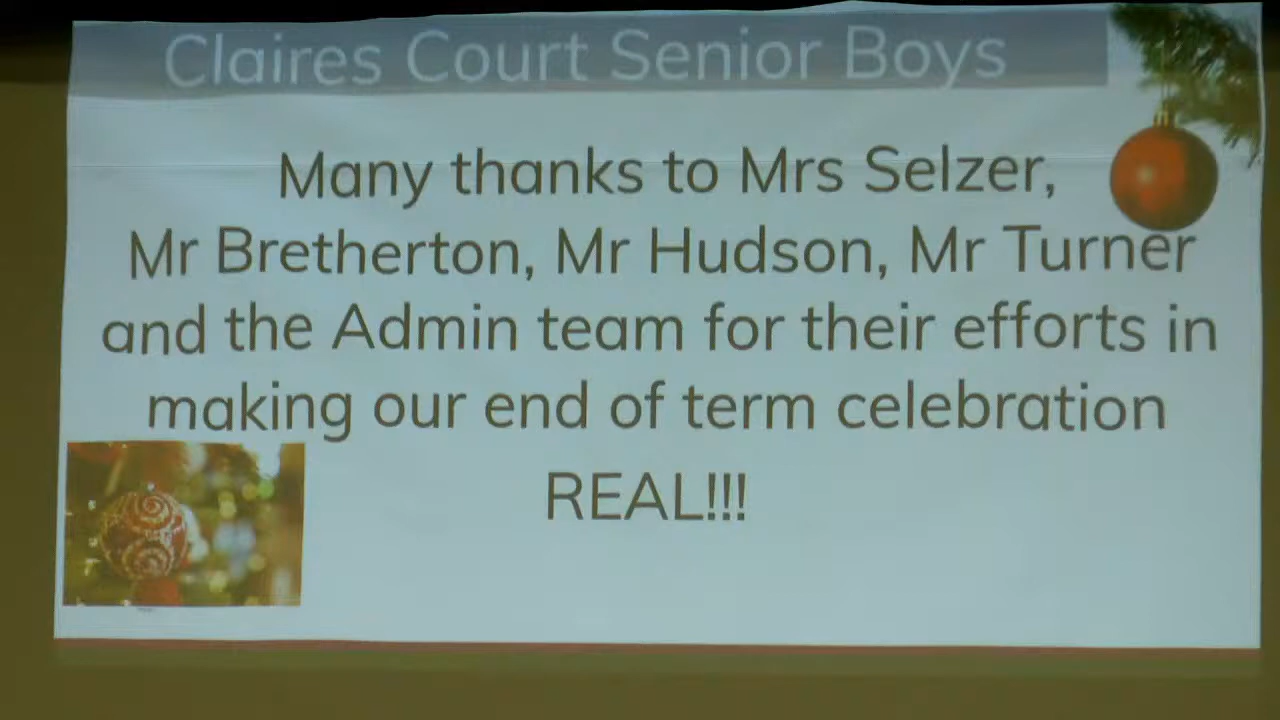 Claires Court Senior Boys
Many thanks to Mrs Selzer,
Mr Bretherton, Mr Hudson, Mr Turner
and the Admin team for their efforts in
making our end of term celebration
REAL!!!